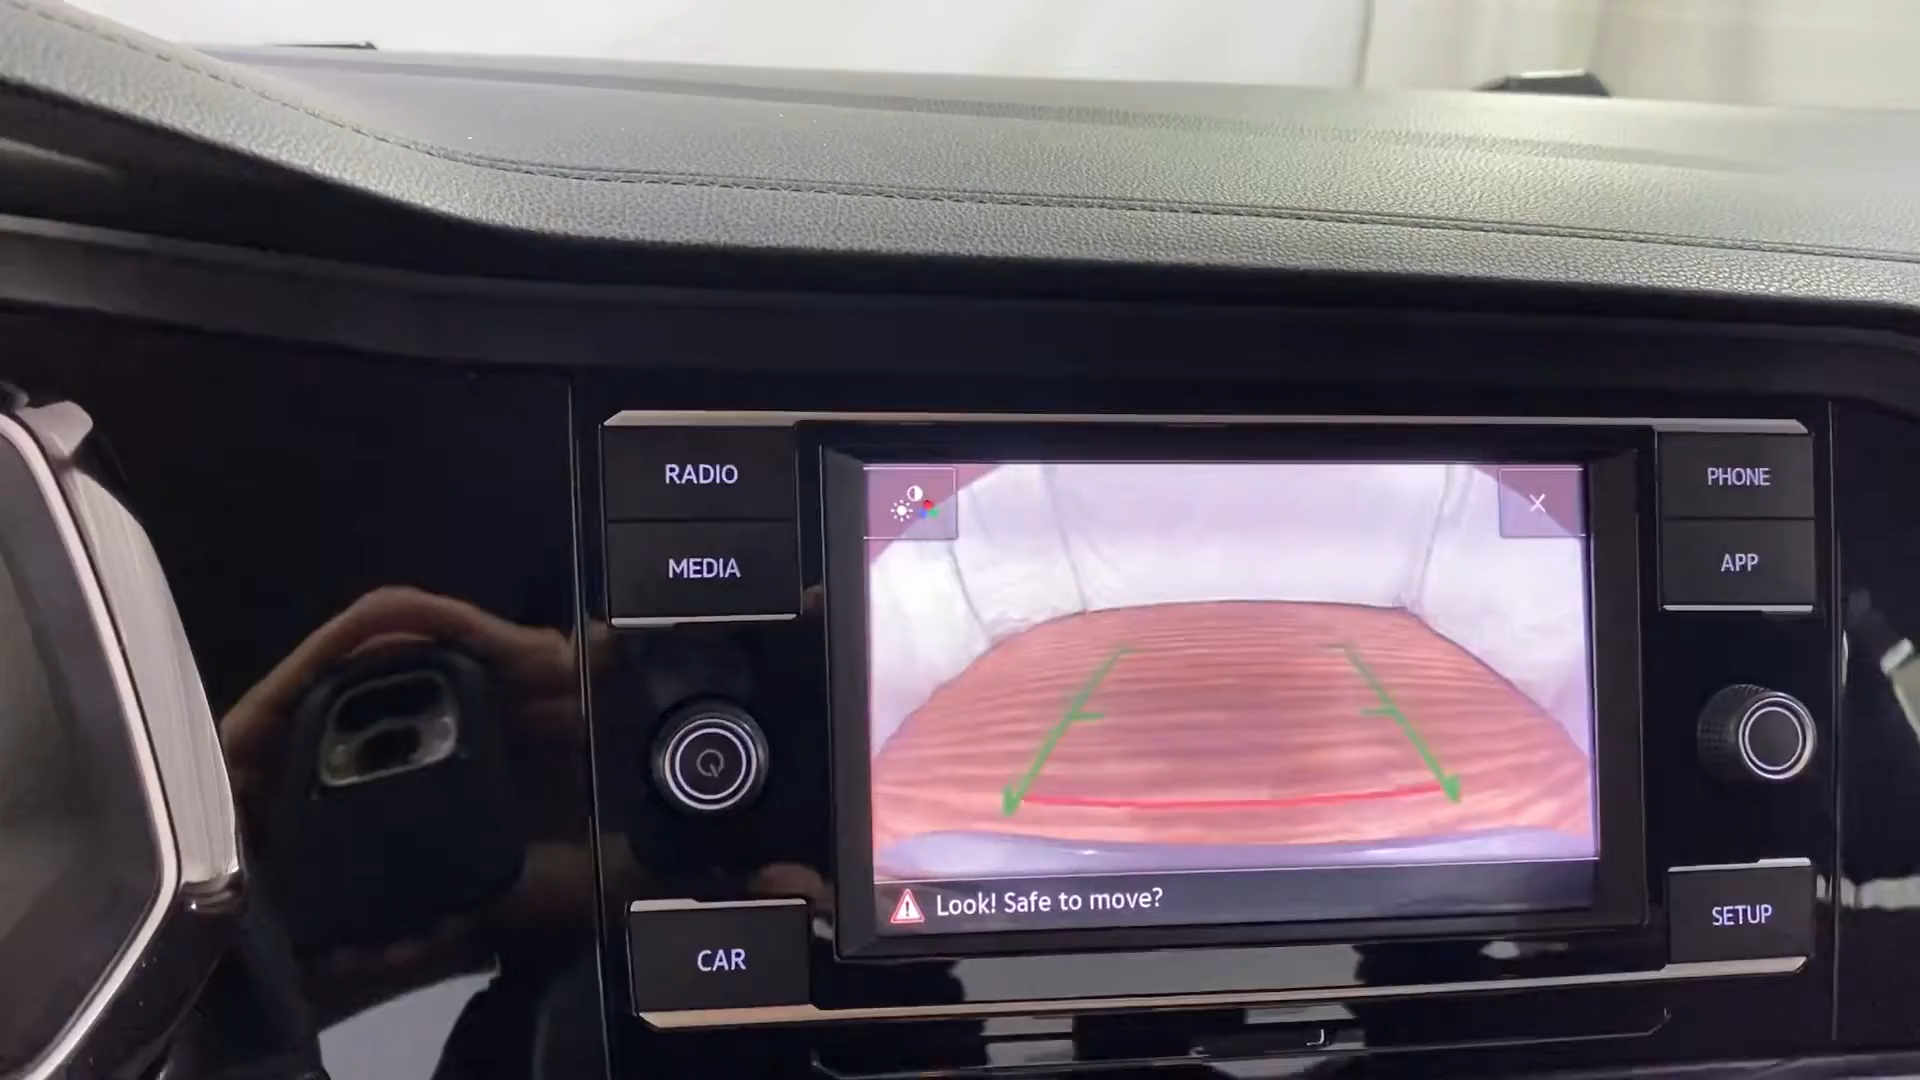 RADIO
MEDIA
CAR
PHONE
APP
SETUP
Look! Safe to move?